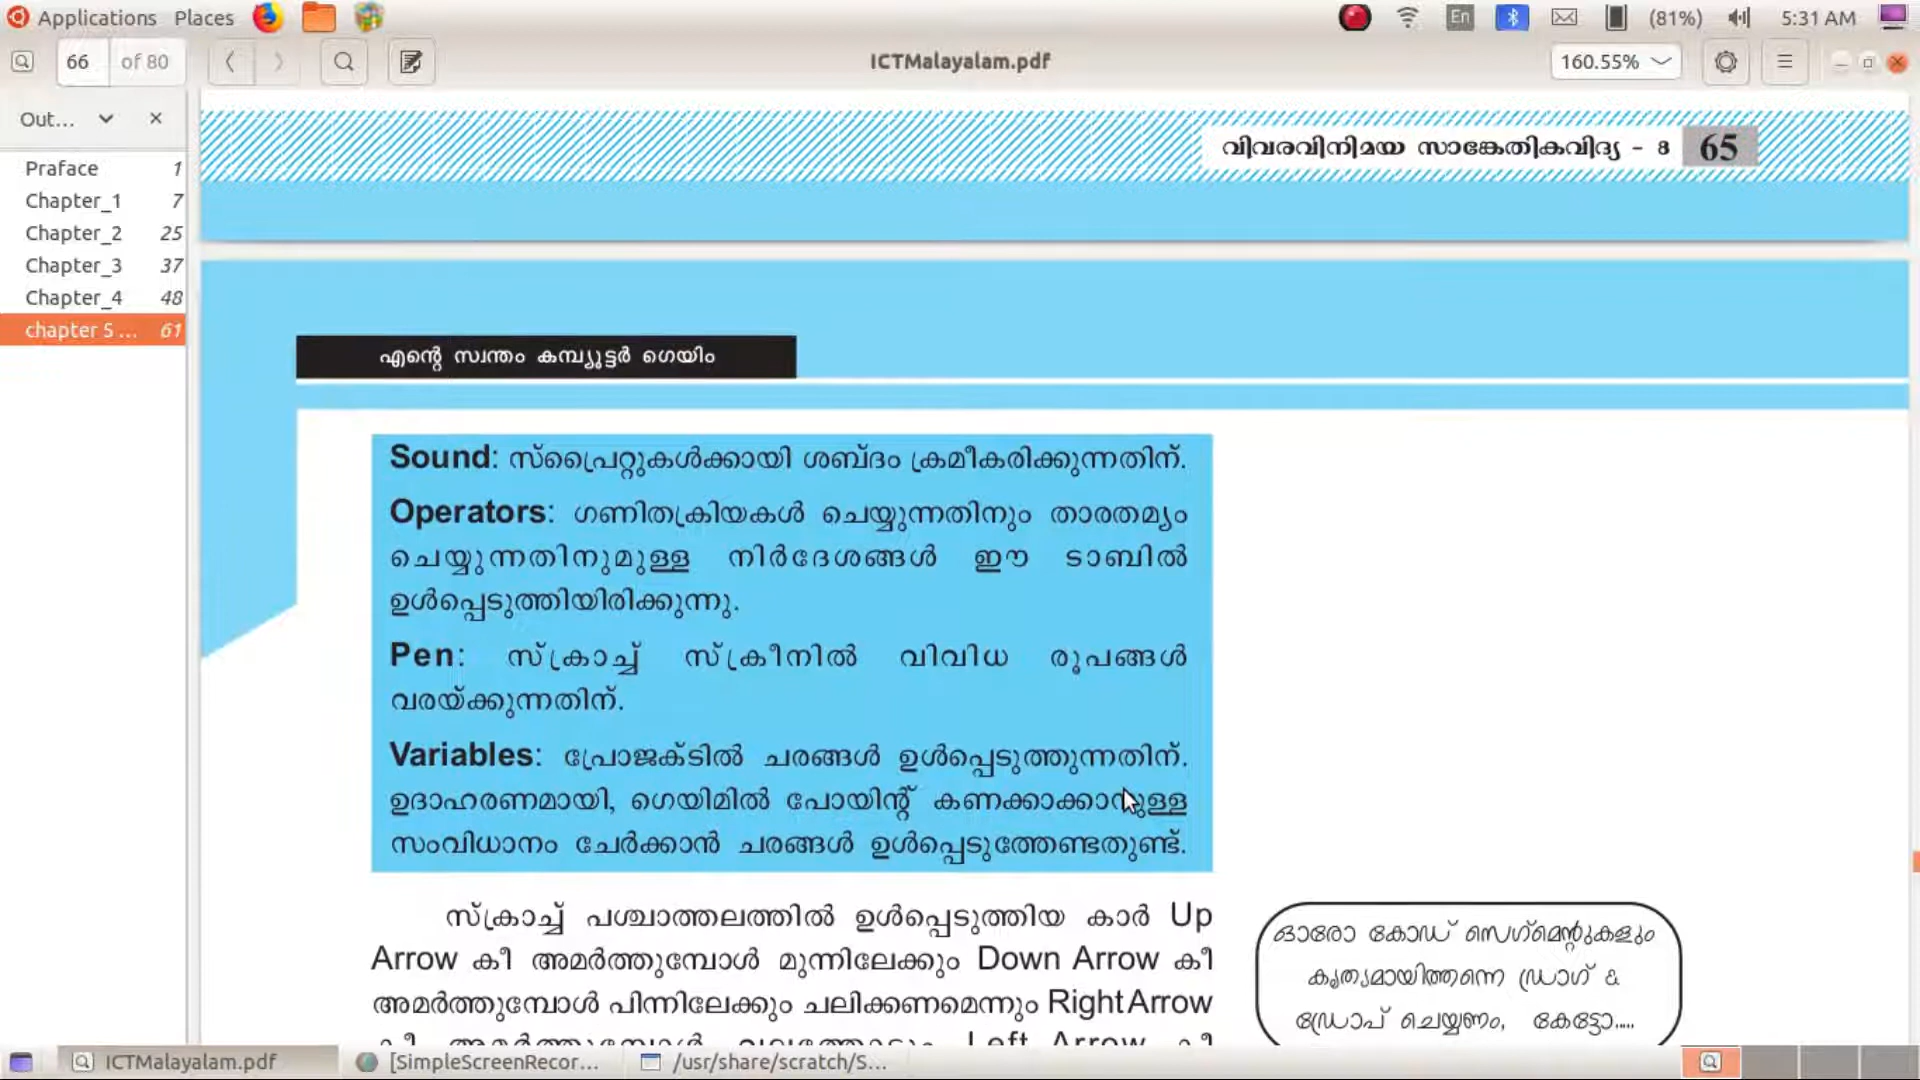 Applications Places En (81%) 5:31 AM
66 of 80 ICTMalayalam.pdf 160.55%
Out...
Praface 1
Chapter_1 7
Chapter_2 25
Chapter_3 37
Chapter_4 48
chapter 5 ... 61
വിവരവിനിമയ സാങ്കേതികവിദ്യ - 8 65
എന്റെ സ്വന്തം കമ്പ്യൂട്ടർ ഗെയിം
Sound: സ്പ്രൈറ്റുകൾക്കായി ശബ്ദം ക്രമീകരിക്കുന്നതിന്.
Operators: ഗണിതക്രിയകൾ ചെയ്യുന്നതിനും താരതമ്യം
ചെയ്യുന്നതിനുമുള്ള നിർദേശങ്ങൾ ഈ ടാബിൽ
ഉൾപ്പെടുത്തിയിരിക്കുന്നു.
Pen: സ്ക്രാച്ച് സ്ക്രീനിൽ വിവിധ രൂപങ്ങൾ
വരയ്ക്കുന്നതിന്.
Variables: പ്രോജക്ടിൽ ചരങ്ങൾ ഉൾപ്പെടുത്തുന്നതിന്.
ഉദാഹരണമായി, ഗെയിമിൽ പോയിന്റ് കണക്കാക്കാനുള്ള
സംവിധാനം ചേർക്കാൻ ചരങ്ങൾ ഉൾപ്പെടുത്തേണ്ടതുണ്ട്.
സ്ക്രാച്ച് പശ്ചാത്തലത്തിൽ ഉൾപ്പെടുത്തിയ കാർ Up
Arrow കീ അമർത്തുമ്പോൾ മുന്നിലേക്കും Down Arrow കീ
അമർത്തുമ്പോൾ പിന്നിലേക്കും ചലിക്കണമെന്നും Right Arrow
കീ അമർത്തുമ്പോൾ വലത്തോട്ടും Left Arrow കീ
ഓരോ കോഡ് സെഗ്മെന്റുകളും
കൃത്യമായിത്തന്നെ ഡ്രാഗ് &
ഡ്രോപ് ചെയ്യണം, കേട്ടോ.....
ICTMalayalam.pdf [SimpleScreenRecor... /usr/share/scratch/S...